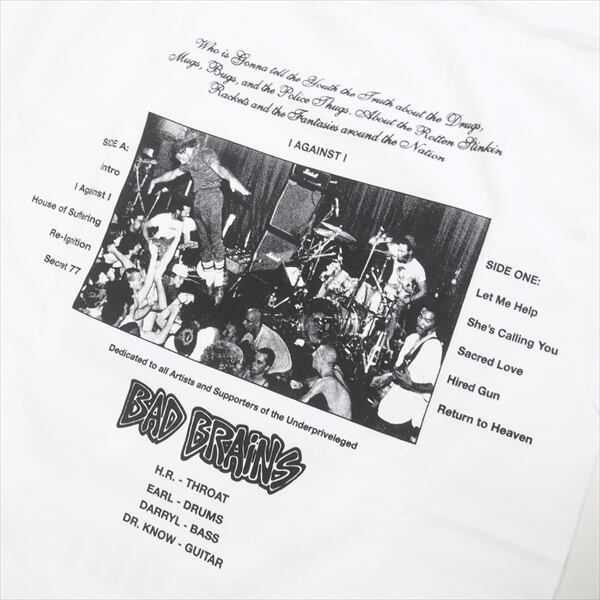 Who is Gonna tell the Youth the Truth about the Drugs,
Mugs, Bugs, and the Police Thugs. About the Rotten Stinkin
Rackets and the Fantasies around the Nation
I AGAINST I
SIDE A:
Intro
I Against I
House of Suffering
Re-Ignition
Secret 77
SIDE ONE:
Let Me Help
She's Calling You
Sacred Love
Hired Gun
Return to Heaven
Dedicated to all Artists and Supporters of the Underpriveleged
BAD BRAINS
H.R. - THROAT
EARL - DRUMS
DARRYL - BASS
DR. KNOW - GUITAR